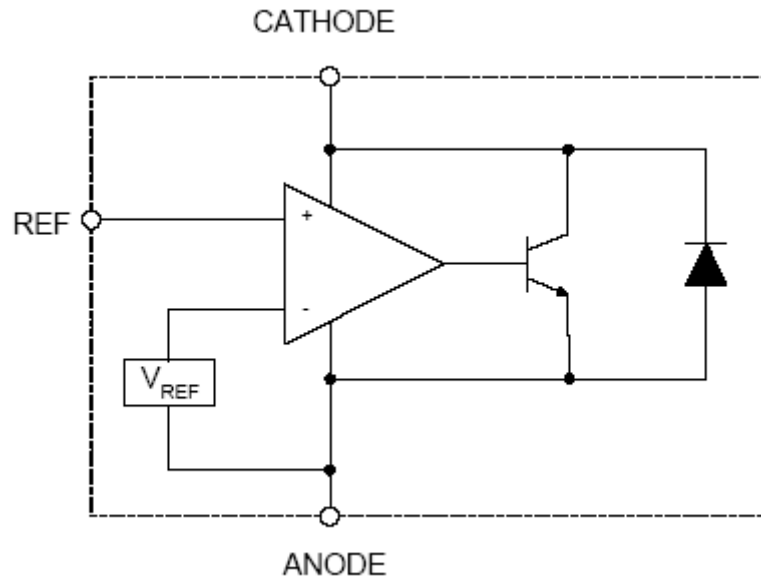 CATHODE
REF
+
-
VREF
ANODE